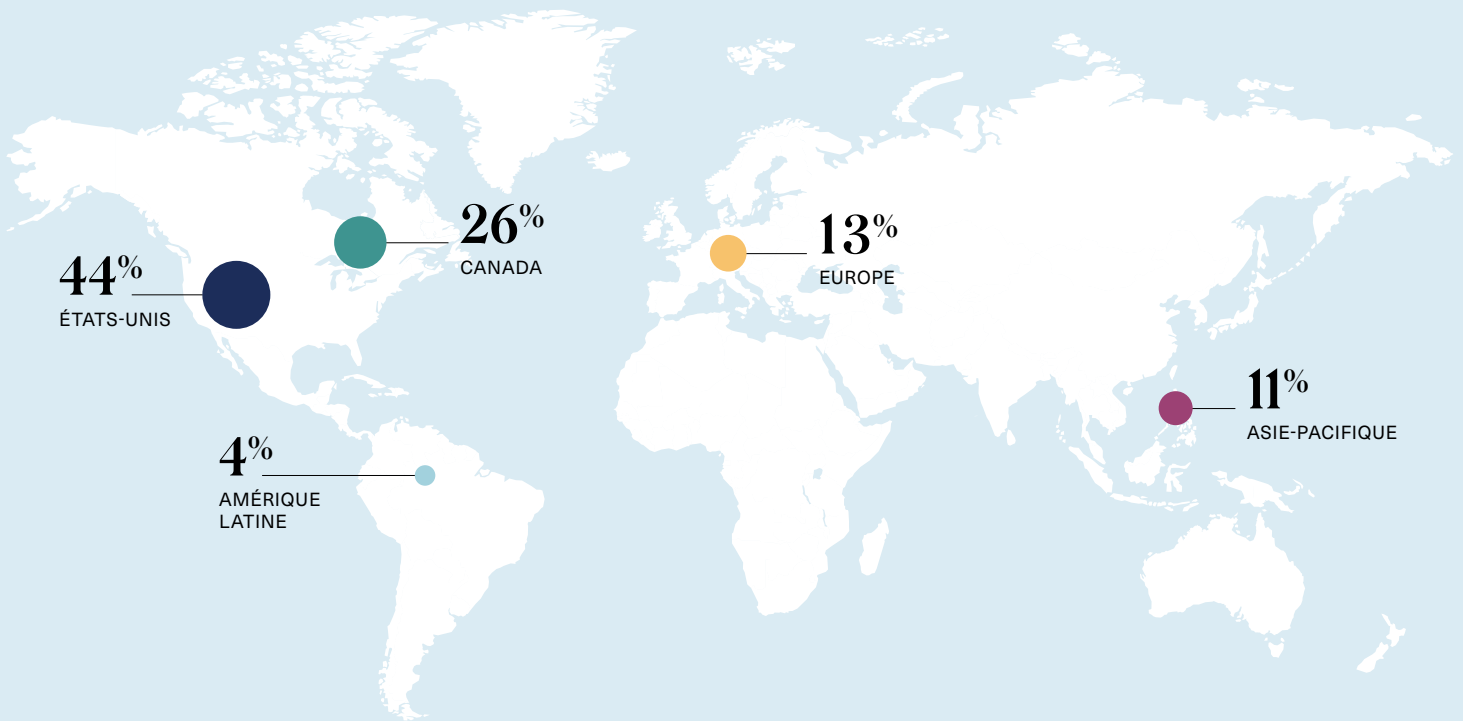 26%
CANADA
13%
EUROPE
44%
ÉTATS-UNIS
11%
ASIE-PACIFIQUE
4%
AMÉRIQUE
LATINE